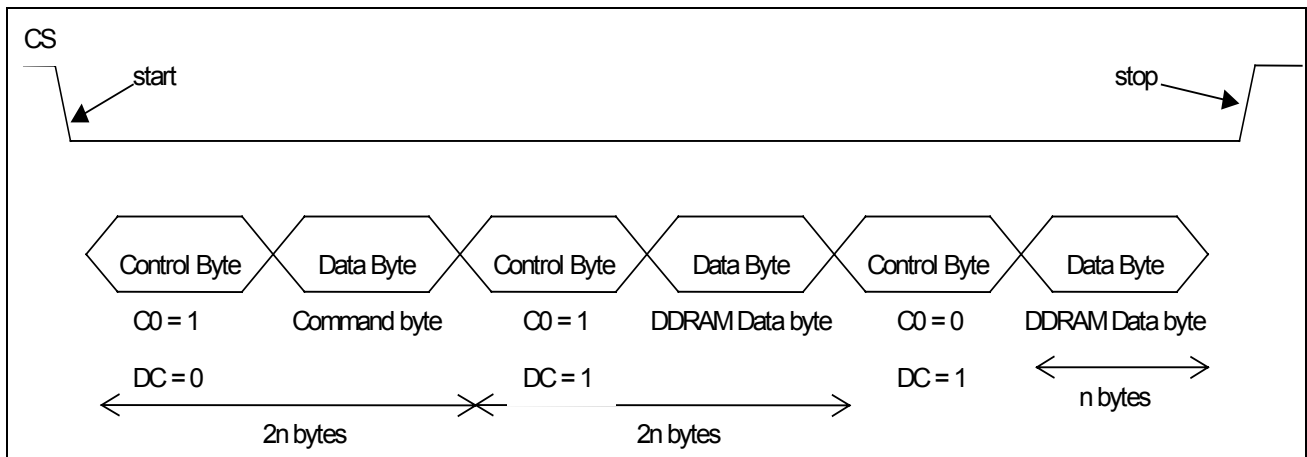 CS
start
stop
Control Byte Data Byte Control Byte Data Byte Control Byte Data Byte
C0 = 1 Command byte C0 = 1 DDRAM Data byte C0 = 0 DDRAM Data byte
DC = 0 DC = 1 DC = 1
n bytes
2n bytes 2n bytes